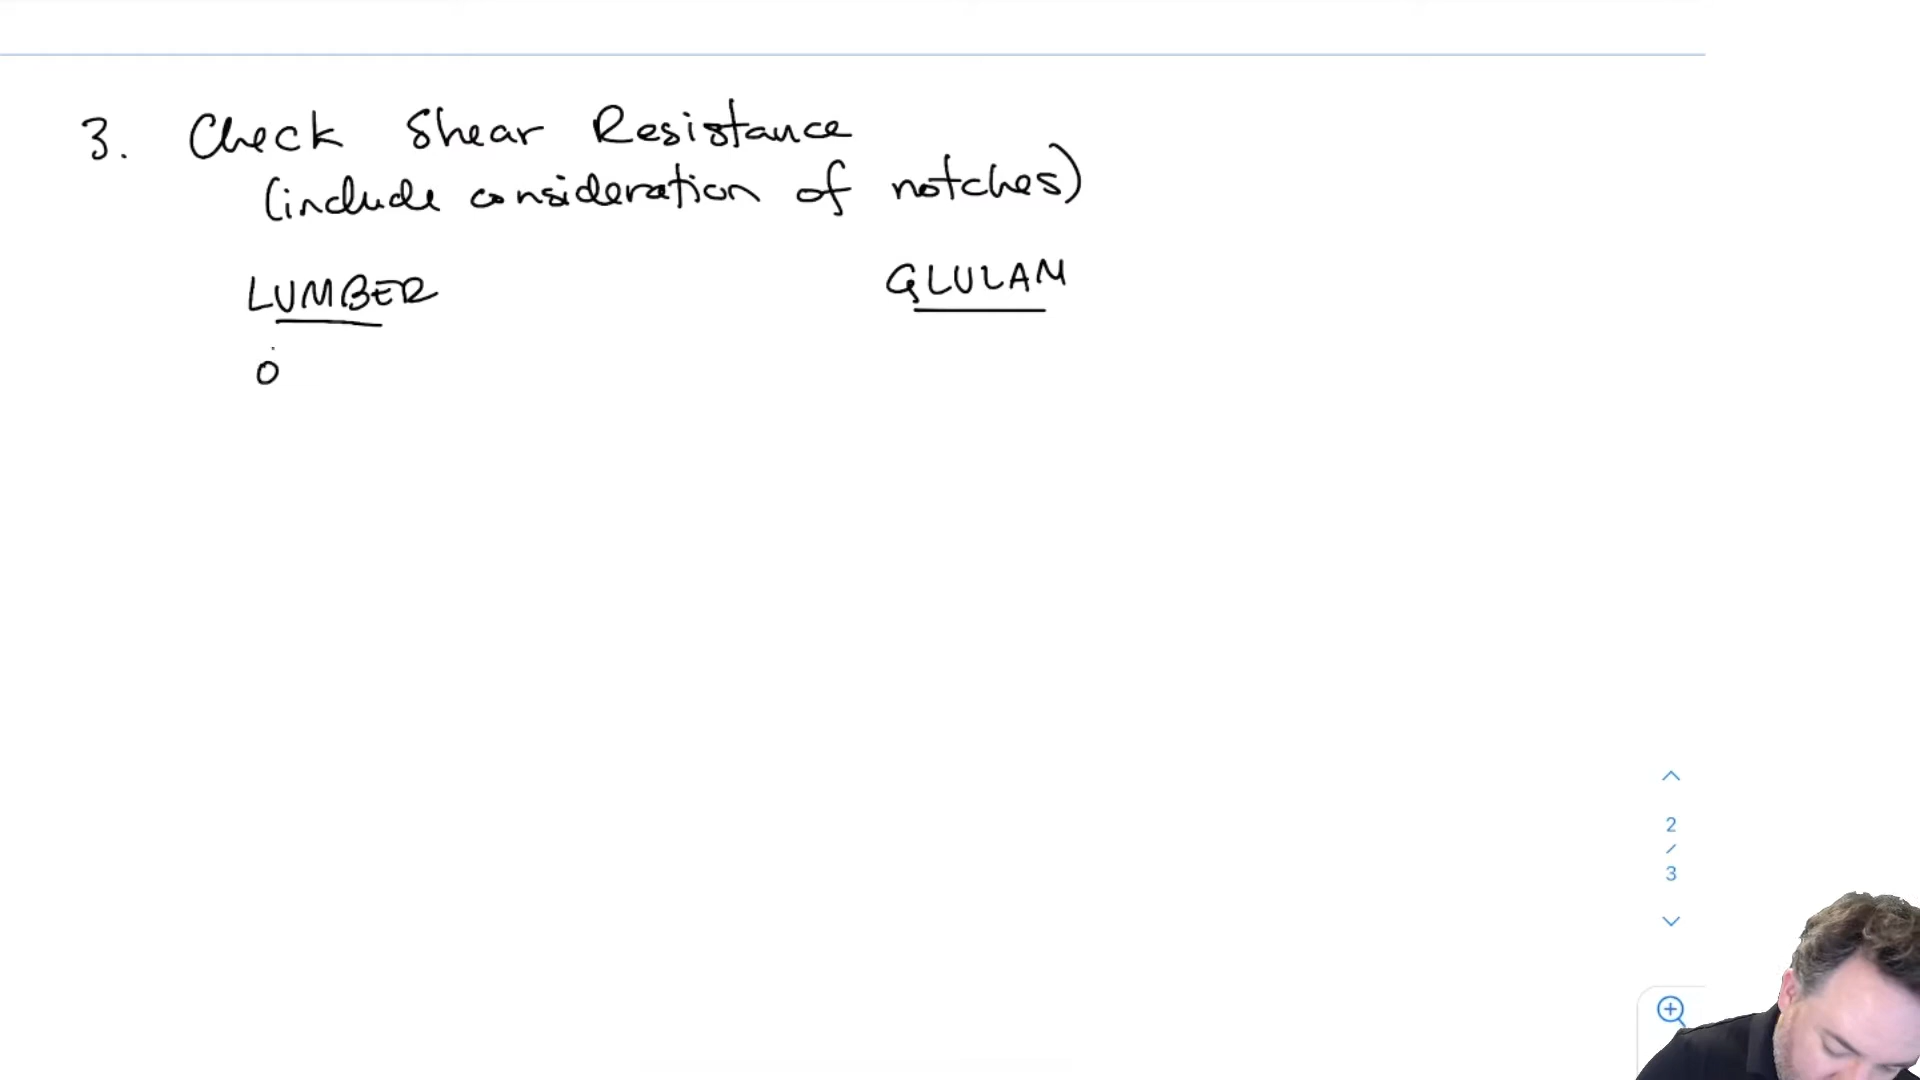 3. Check Shear Resistance
(include consideration of notches)
LUMBER
GLULAM
2
/
3